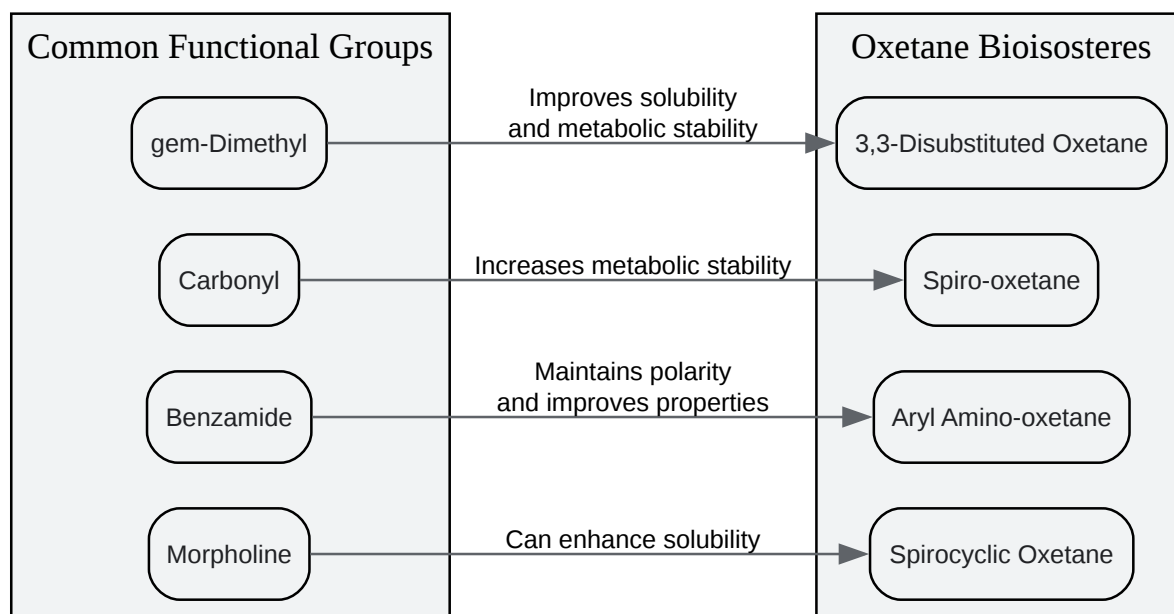 Common Functional Groups
Oxetane Bioisosteres
gem-Dimethyl
Improves solubility
and metabolic stability
3,3-Disubstituted Oxetane
Carbonyl
Increases metabolic stability
Spiro-oxetane
Benzamide
Maintains polarity
and improves properties
Aryl Amino-oxetane
Morpholine
Can enhance solubility
Spirocyclic Oxetane